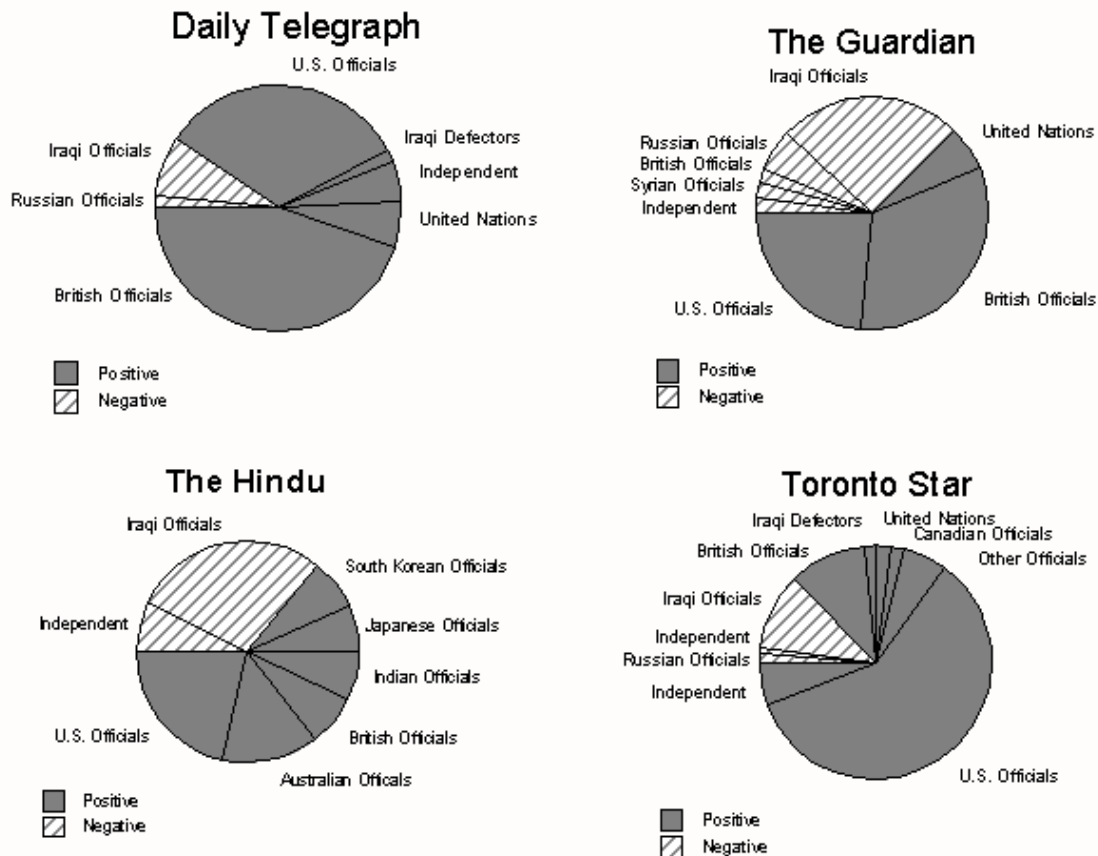 Daily Telegraph
U.S. Officials
Iraqi Defectors
Iraqi Officials
Independent
Russian Officials
United Nations
British Officials
Positive
Negative
The Guardian
Iraqi Officials
United Nations
Russian Officials
British Officials
Syrian Officials
Independent
U.S. Officials
British Officials
Positive
Negative
The Hindu
Iraqi Officials
South Korean Officials
Independent
Japanese Officials
Indian Officials
U.S. Officials
British Officials
Australian Officals
Positive
Negative
Toronto Star
Iraqi Defectors
United Nations
Canadian Officials
British Officials
Other Officials
Iraqi Officials
Independent
Russian Officials
Independent
U.S. Officials
Positive
Negative